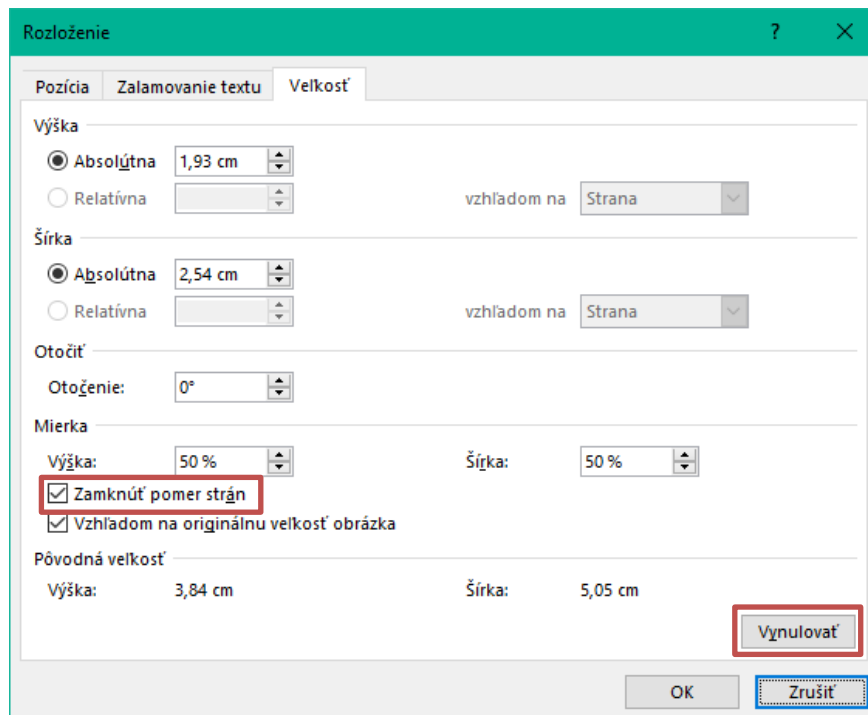 Rozloženie ?
Pozícia Zalamovanie textu Veľkosť
Výška
Absolútna 1,93 cm
Relatívna vzhľadom na Strana
Šírka
Absolútna 2,54 cm
Relatívna vzhľadom na Strana
Otočiť
Otočenie: 0°
Mierka
Výška: 50 % Šírka: 50 %
Zamknúť pomer strán
Vzhľadom na originálnu veľkosť obrázka
Pôvodná veľkosť
Výška: 3,84 cm Šírka: 5,05 cm
Vynulovať
OK Zrušiť